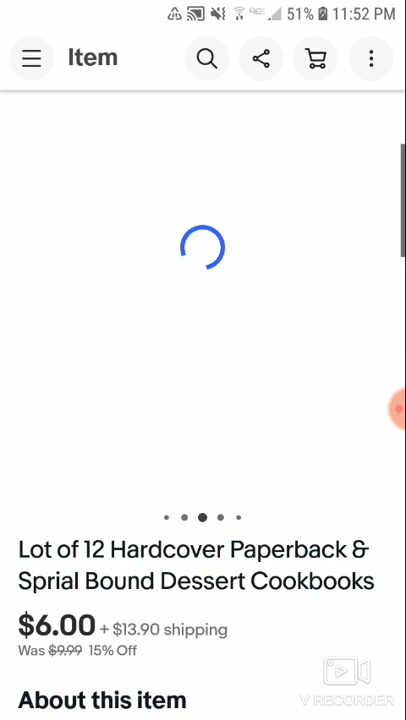 51% 11:52 PM
Item
Lot of 12 Hardcover Paperback &
Sprial Bound Dessert Cookbooks
$6.00 + $13.90 shipping
Was $9.99 15% Off
V RECORDER
About this item